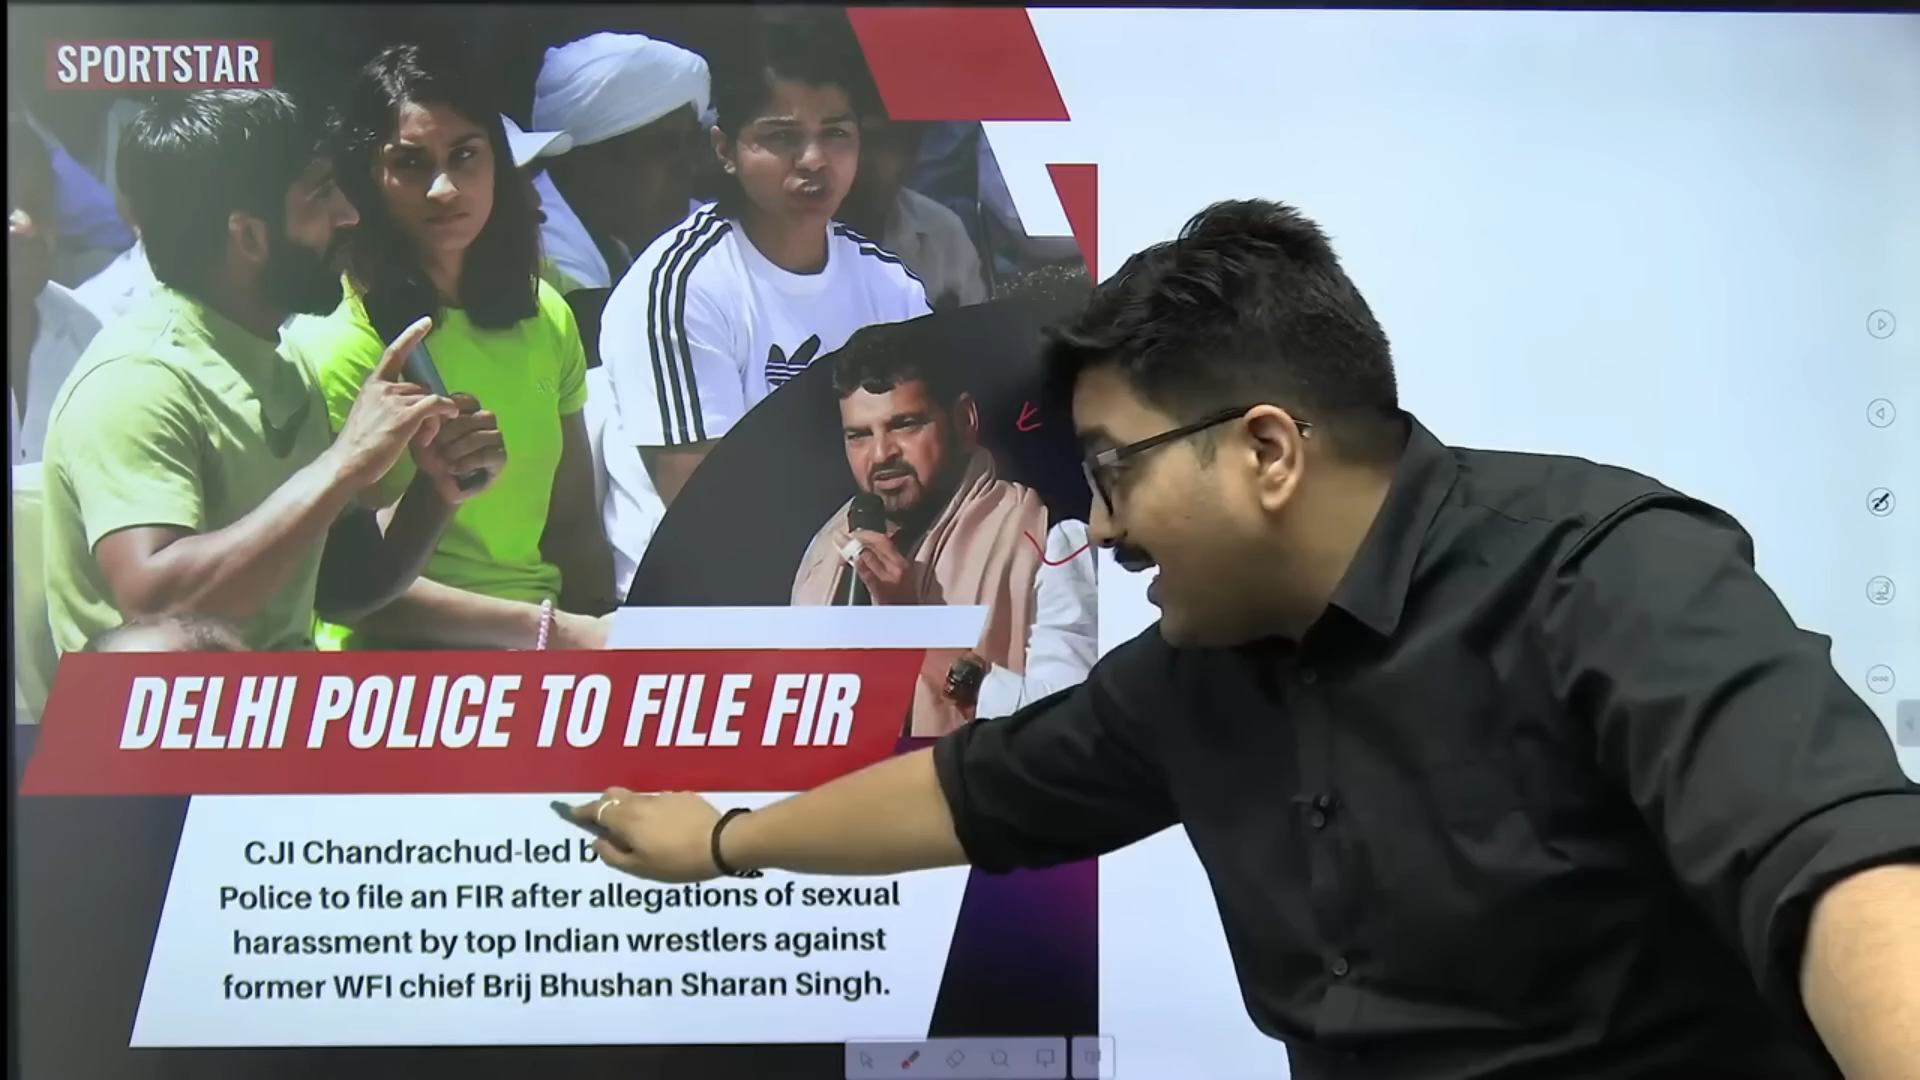 SPORTSTAR
DELHI POLICE TO FILE FIR
CJI Chandrachud-led
Police to file an FIR after allegations of sexual
harassment by top Indian wrestlers against
former WFI chief Brij Bhushan Sharan Singh.